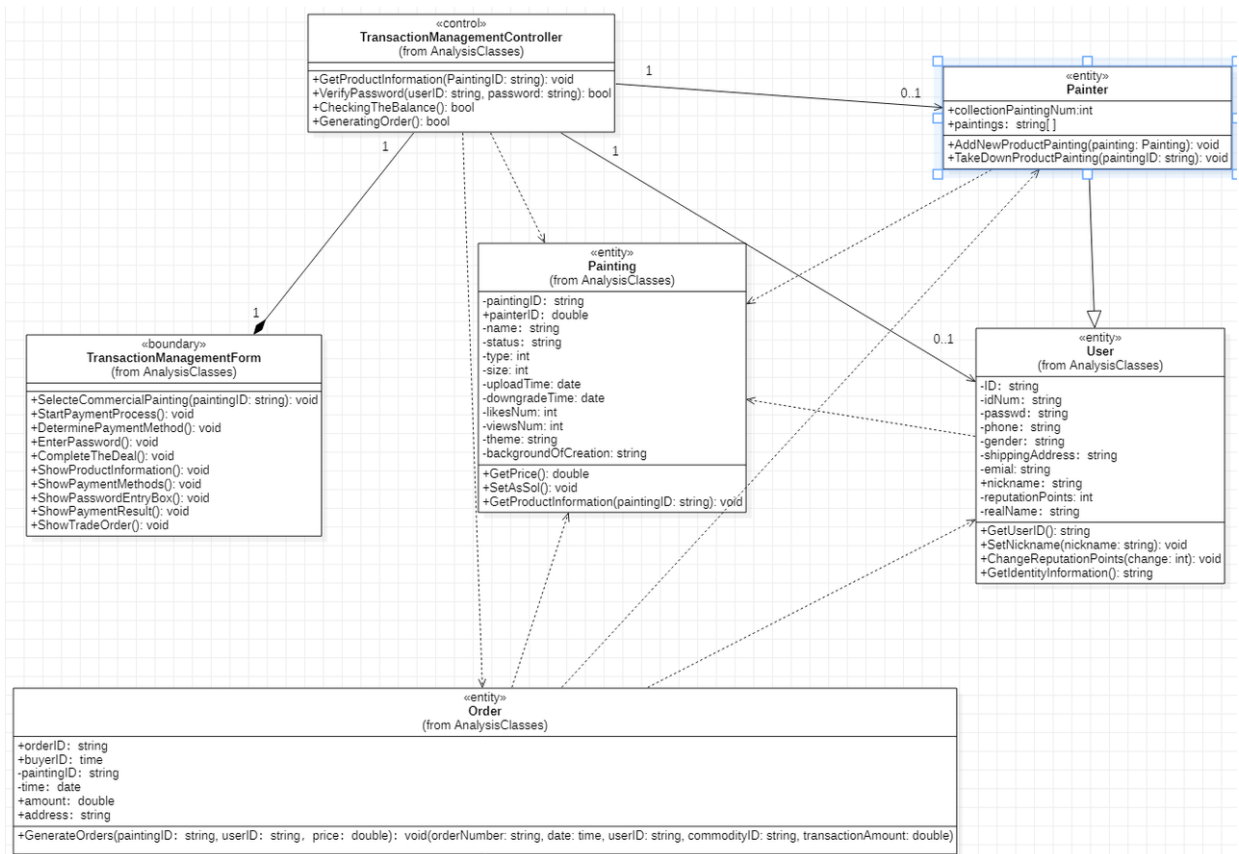 «control»
TransactionManagementController
(from AnalysisClasses)
+GetProductInformation(PaintingID: string): void
+VerifyPassword(userID: string, password: string): bool
+CheckingTheBalance(): bool
+GeneratingOrder(): bool
1
0..1
«entity»
Painter
+collectionPaintingNum:int
+paintings: string[ ]
+AddNewProductPainting(painting: Painting): void
+TakeDownProductPainting(paintingID: string): void
1
1
«entity»
Painting
(from AnalysisClasses)
-paintingID: string
+painterID: double
-name: string
-status: string
-type: int
-size: int
-uploadTime: date
-downgradeTime: date
-likesNum: int
-viewsNum: int
-theme: string
-backgroundOfCreation: string
+GetPrice(): double
+SetAsSol(): void
+GetProductInformation(paintingID: string): void
1
«boundary»
TransactionManagementForm
(from AnalysisClasses)
+SelecteCommercialPainting(paintingID: string): void
+StartPaymentProcess(): void
+DeterminePaymentMethod(): void
+EnterPassword(): void
+CompleteTheDeal(): void
+ShowProductInformation(): void
+ShowPaymentMethods(): void
+ShowPasswordEntryBox(): void
+ShowPaymentResult(): void
+ShowTradeOrder(): void
0..1
«entity»
User
(from AnalysisClasses)
-ID: string
-idNum: string
-passwd: string
-phone: string
-gender: string
-shippingAddress: string
-emial: string
+nickname: string
-reputationPoints: int
-realName: string
+GetUserID(): string
+SetNickname(nickname: string): void
+ChangeReputationPoints(change: int): void
+GetIdentityInformation(): string
«entity»
Order
(from AnalysisClasses)
+orderID: string
+buyerID: time
-paintingID: string
-time: date
+amount: double
+address: string
+GenerateOrders(paintingID: string, userID: string, price: double): void(orderNumber: string, date: time, userID: string, commodityID: string, transactionAmount: double)